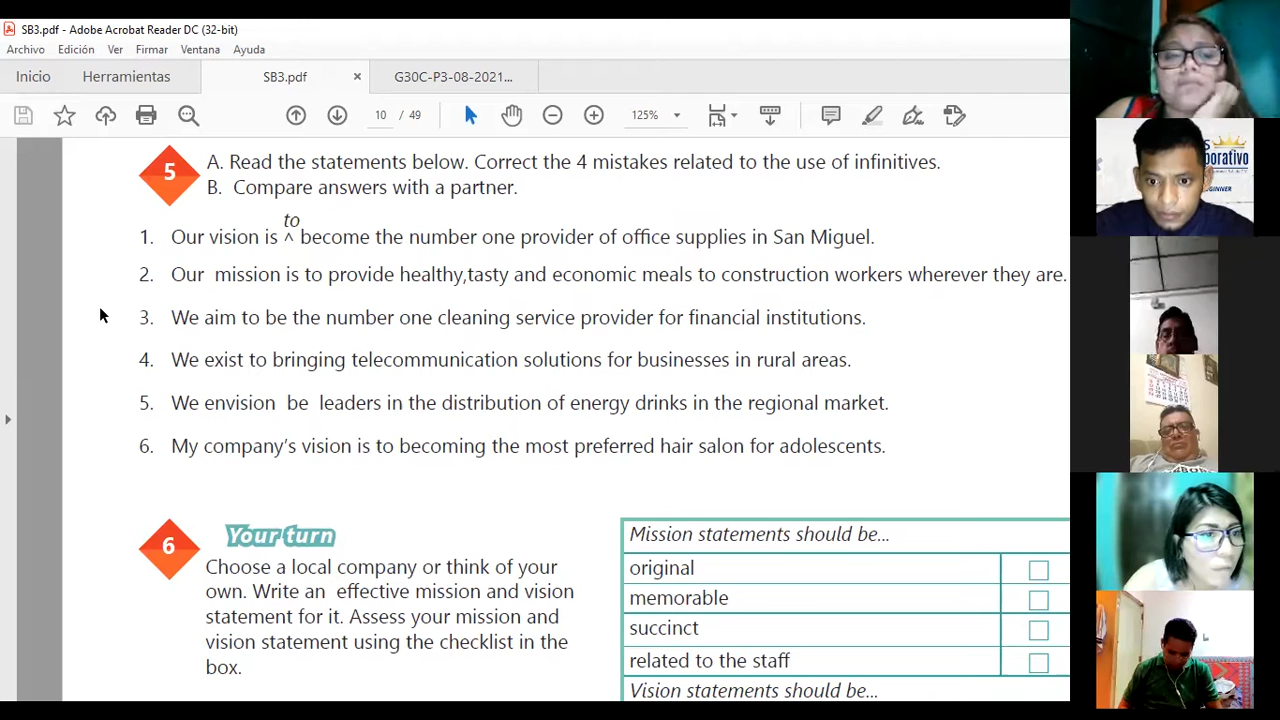 SB3.pdf - Adobe Acrobat Reader DC (32-bit)
Archivo Edición Ver Firmar Ventana Ayuda
Inicio Herramientas SB3.pdf × G30C-P3-08-2021...
10 / 49 125%
5 A. Read the statements below. Correct the 4 mistakes related to the use of infinitives.
B. Compare answers with a partner.
to
1. Our vision is ^ become the number one provider of office supplies in San Miguel.
2. Our mission is to provide healthy,tasty and economic meals to construction workers wherever they are.
3. We aim to be the number one cleaning service provider for financial institutions.
4. We exist to bringing telecommunication solutions for businesses in rural areas.
5. We envision be leaders in the distribution of energy drinks in the regional market.
6. My company's vision is to becoming the most preferred hair salon for adolescents.
6 Your turn
Choose a local company or think of your
own. Write an effective mission and vision
statement for it. Assess your mission and
vision statement using the checklist in the
box.
Mission statements should be...
original
memorable
succinct
related to the staff
Vision statements should be...